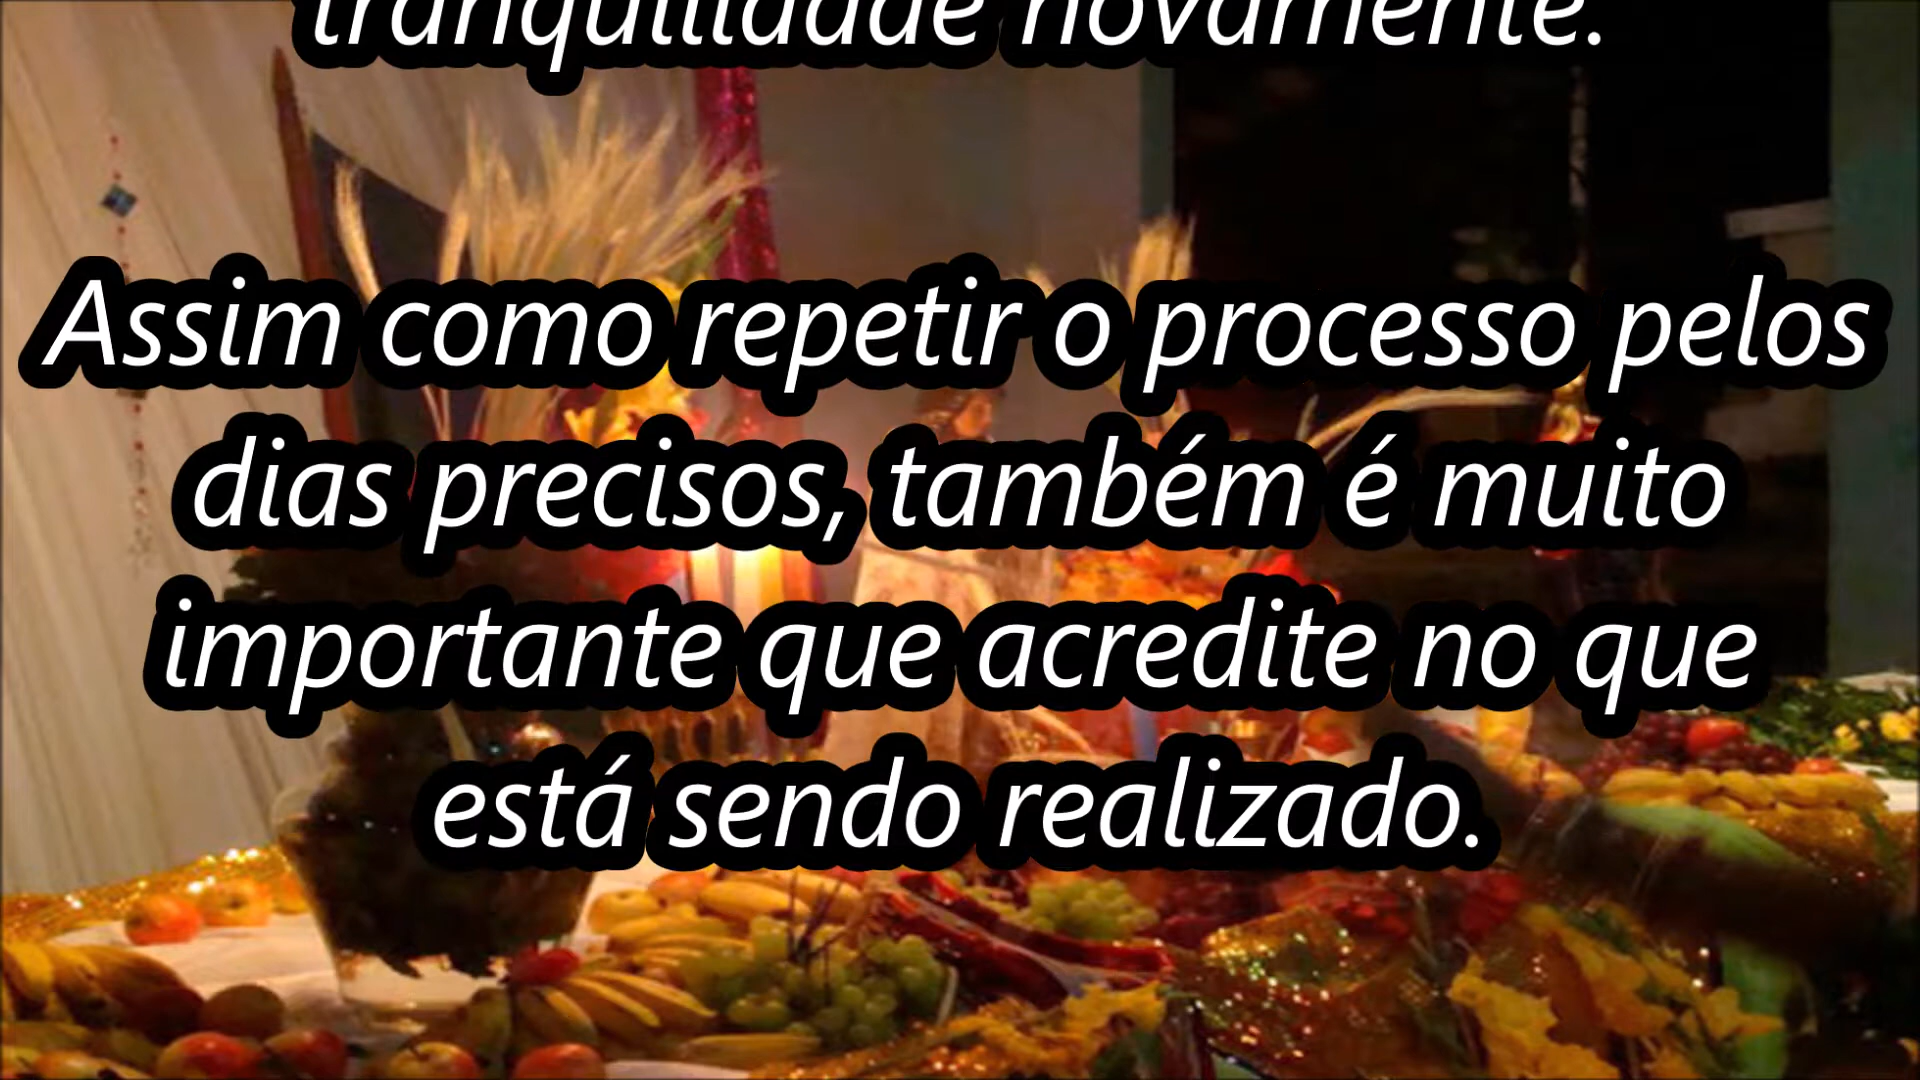 tranquilidade novamente.
Assim como repetir o processo pelos
dias precisos, também é muito
importante que acredite no que
está sendo realizado.